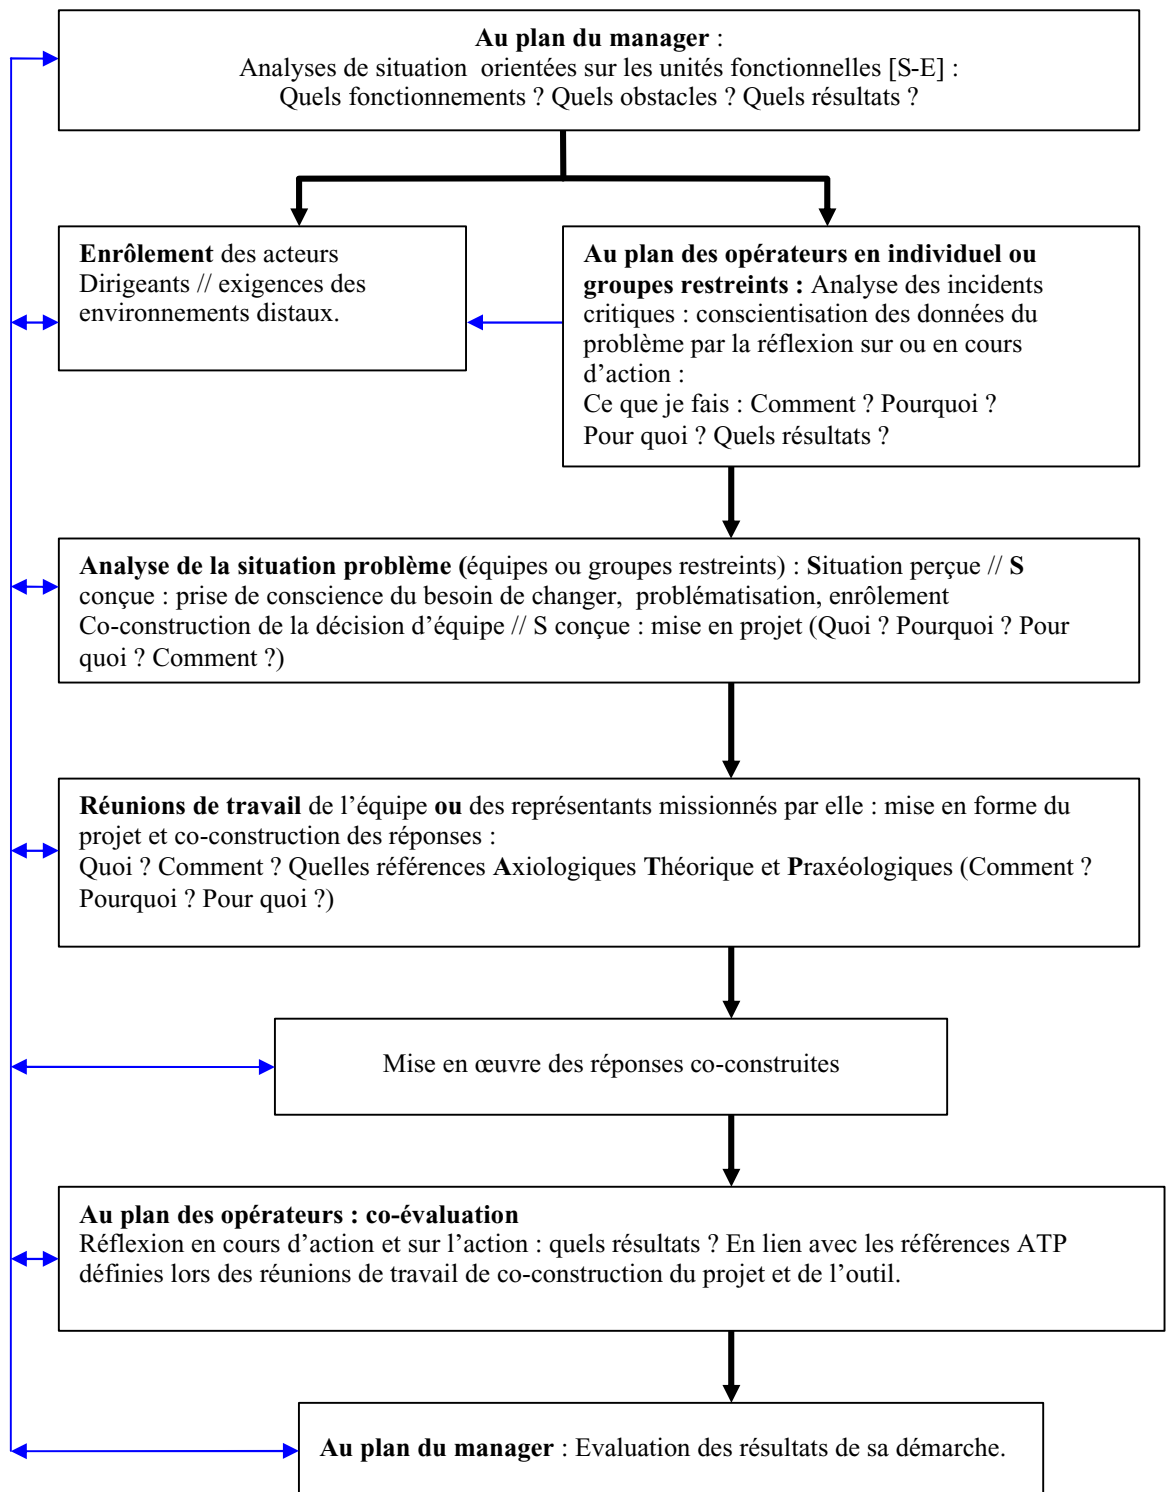 Au plan du manager :
Analyses de situation orientées sur les unités fonctionnelles [S-E] :
Quels fonctionnements ? Quels obstacles ? Quels résultats ?
Enrôlement des acteurs
Dirigeants // exigences des
environnements distaux.
Au plan des opérateurs en individuel ou
groupes restreints : Analyse des incidents
critiques : conscientisation des données du
problème par la réflexion sur ou en cours
d’action :
Ce que je fais : Comment ? Pourquoi ?
Pour quoi ? Quels résultats ?
Analyse de la situation problème (équipes ou groupes restreints) : Situation perçue // S
conçue : prise de conscience du besoin de changer, problématisation, enrôlement
Co-construction de la décision d’équipe // S conçue : mise en projet (Quoi ? Pourquoi ? Pour
quoi ? Comment ?)
Réunions de travail de l’équipe ou des représentants missionnés par elle : mise en forme du
projet et co-construction des réponses :
Quoi ? Comment ? Quelles références Axiologiques Théorique et Praxéologiques (Comment ?
Pourquoi ? Pour quoi ?)
Mise en œuvre des réponses co-construites
Au plan des opérateurs : co-évaluation
Réflexion en cours d’action et sur l’action : quels résultats ? En lien avec les références ATP
définies lors des réunions de travail de co-construction du projet et de l’outil.
Au plan du manager : Evaluation des résultats de sa démarche.